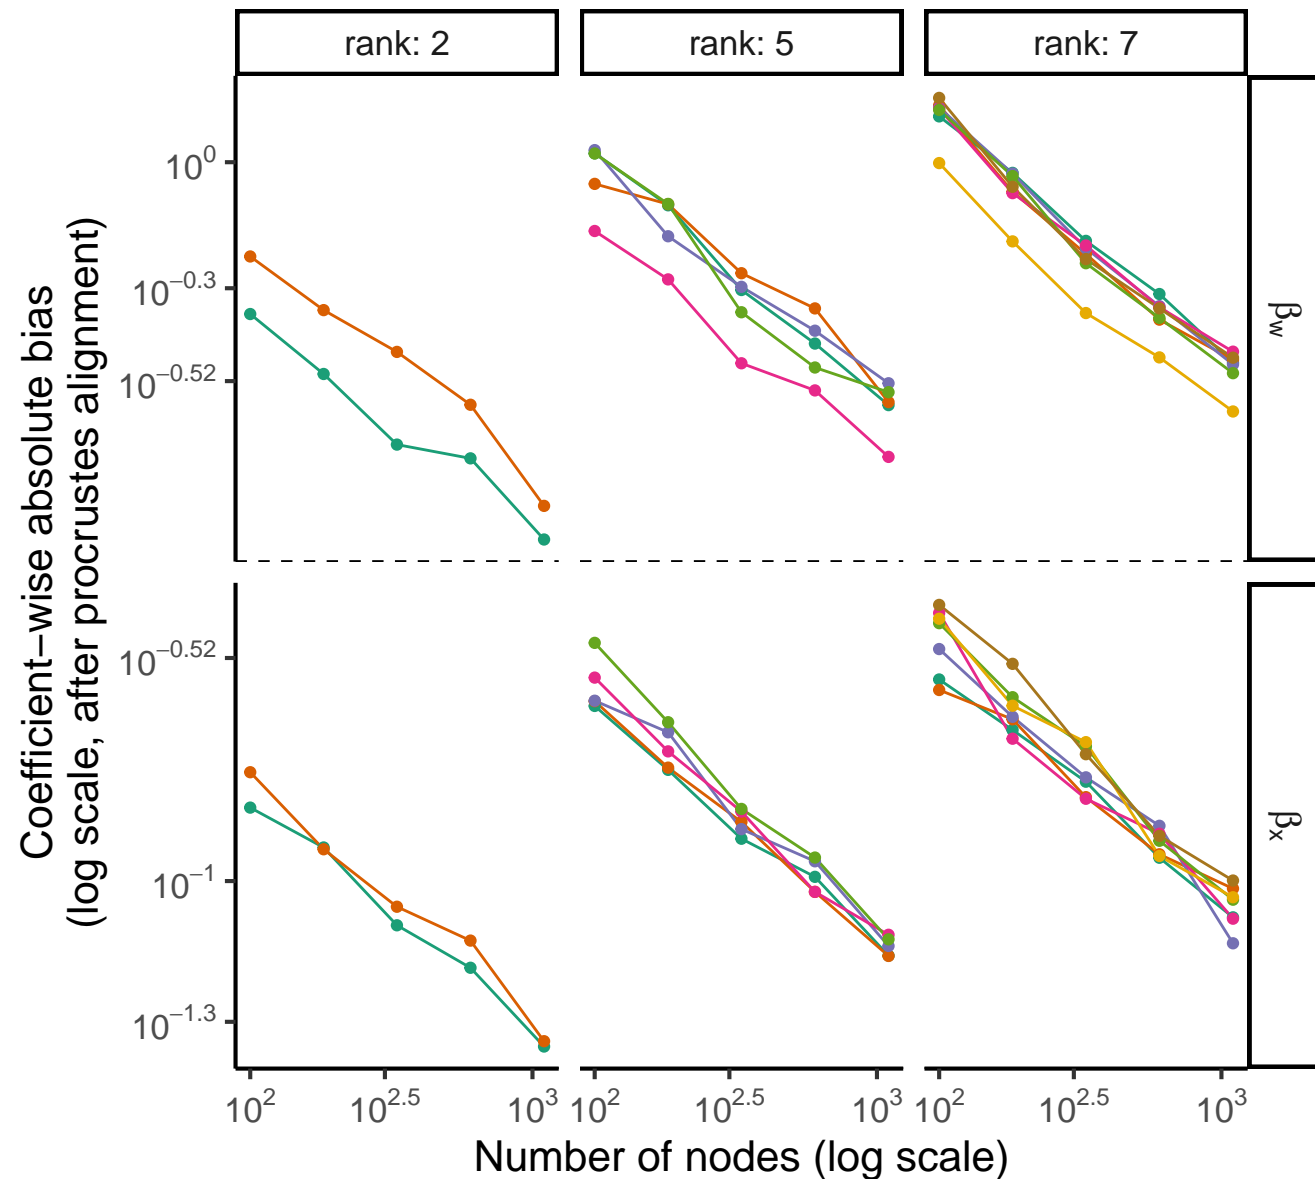 rank: 2
rank: 5
rank: 7
Coefficient−wise absolute bias
(log scale, after procrustes alignment)
10^0
10^−0.3
10^−0.52
β_w
10^−0.52
10^−1
10^−1.3
β_x
10^2 10^2.5 10^3
10^2 10^2.5 10^3
10^2 10^2.5 10^3
Number of nodes (log scale)